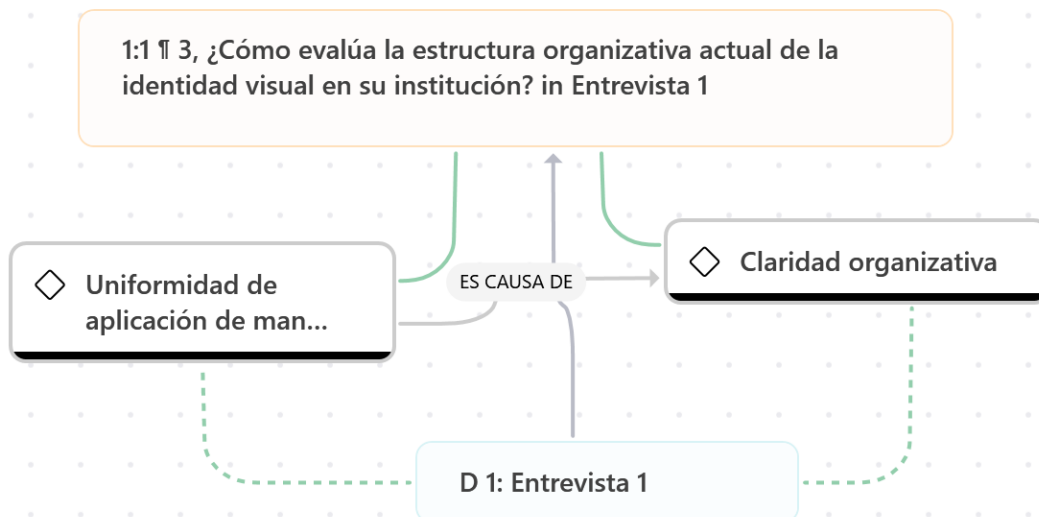 1:1 ¶ 3, ¿Cómo evalúa la estructura organizativa actual de la
identidad visual en su institución? in Entrevista 1
Uniformidad de
aplicación de man...
ES CAUSA DE
Claridad organizativa
D 1: Entrevista 1